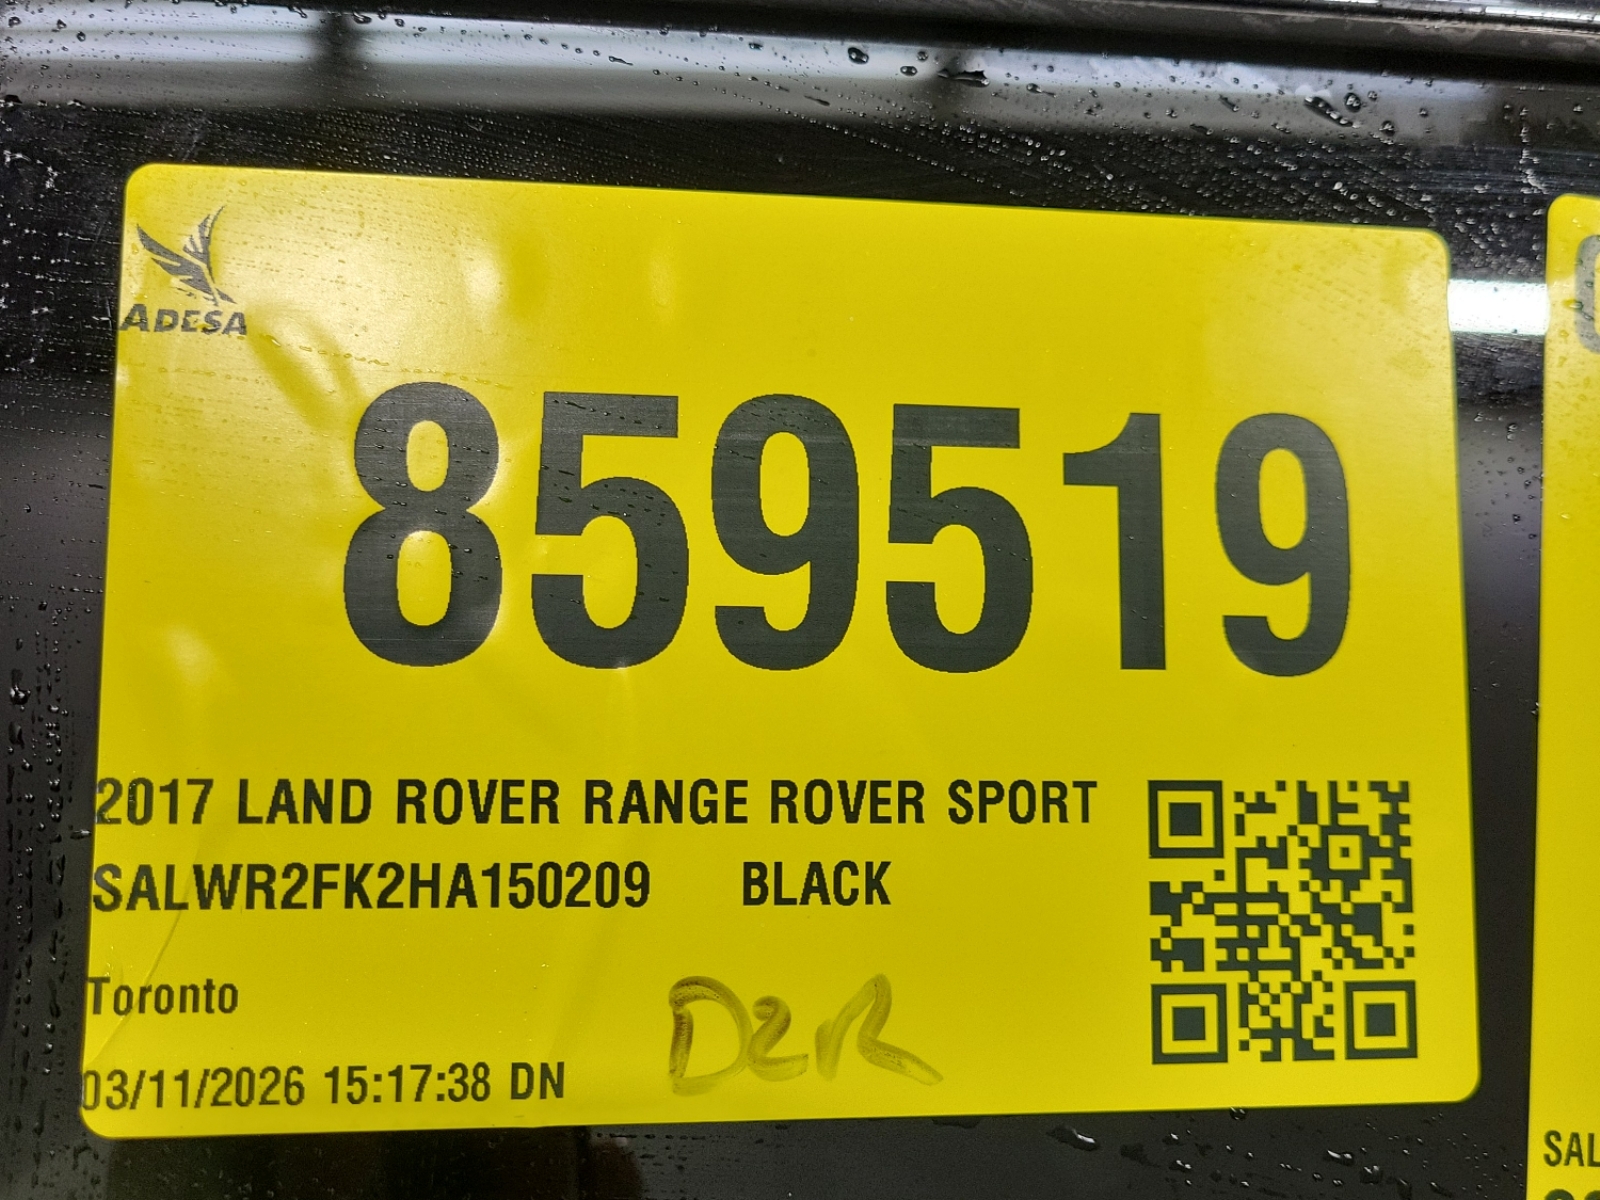 ADESA
859519
2017 LAND ROVER RANGE ROVER SPORT
SALWR2FK2HA150209 BLACK
Toronto
D2R
03/11/2026 15:17:38 DN
SAL